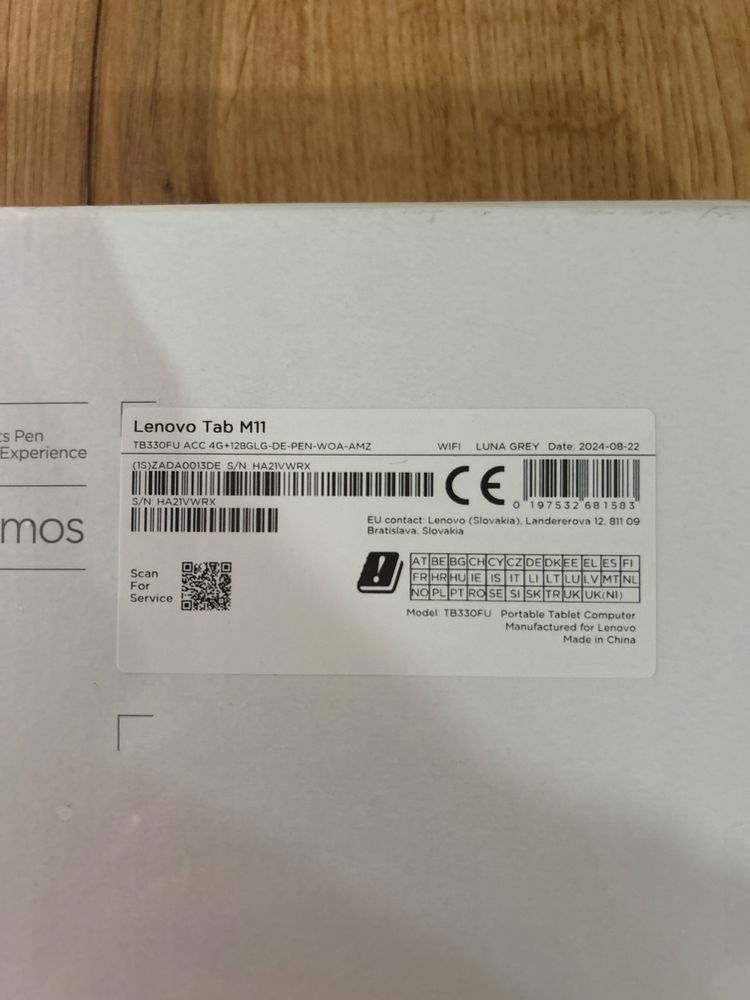 ts Pen
Experience
mos
Lenovo Tab M11
TB330FU ACC 4G+128GLG-DE-PEN-WOA-AMZ WIFI LUNA GREY Date: 2024-08-22
(1S)ZADA0013DE S/N HA21VWRX
S/N: HA21VWRX
CE
0 197532 681583
EU contact: Lenovo (Slovakia), Landererova 12, 811 09
Bratislava, Slovakia
Scan
For
Service
AT BE BG CH CY CZ DE DK EE EL ES FI
FR HR HU IE IS IT LI LT LU LV MT NL
NO PL PT RO SE SI SK TR UK UK(NI)
Model: TB330FU Portable Tablet Computer
Manufactured for Lenovo
Made in China